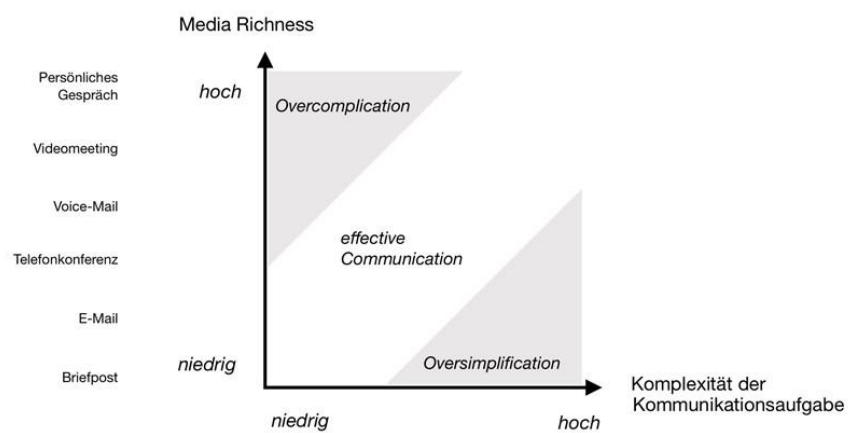 Media Richness
Persönliches
Gespräch
hoch
Overcomplication
Videomeeting
Voice-Mail
effective
Communication
Telefonkonferenz
E-Mail
niedrig
Oversimplification
Briefpost
Komplexität der
Kommunikationsaufgabe
niedrig
hoch